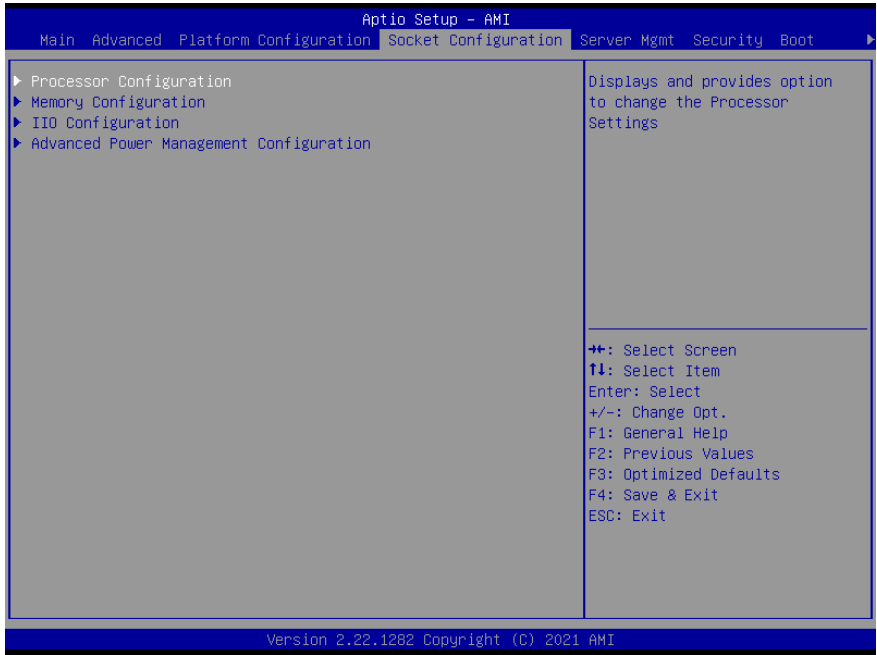 Aptio Setup – AMI
Main Advanced Platform Configuration Socket Configuration Server Mgmt Security Boot ▶
▶ Processor Configuration
▶ Memory Configuration
▶ IIO Configuration
▶ Advanced Power Management Configuration
Displays and provides option
to change the Processor
Settings
→←: Select Screen
↑↓: Select Item
Enter: Select
+/-: Change Opt.
F1: General Help
F2: Previous Values
F3: Optimized Defaults
F4: Save & Exit
ESC: Exit
Version 2.22.1282 Copyright (C) 2021 AMI